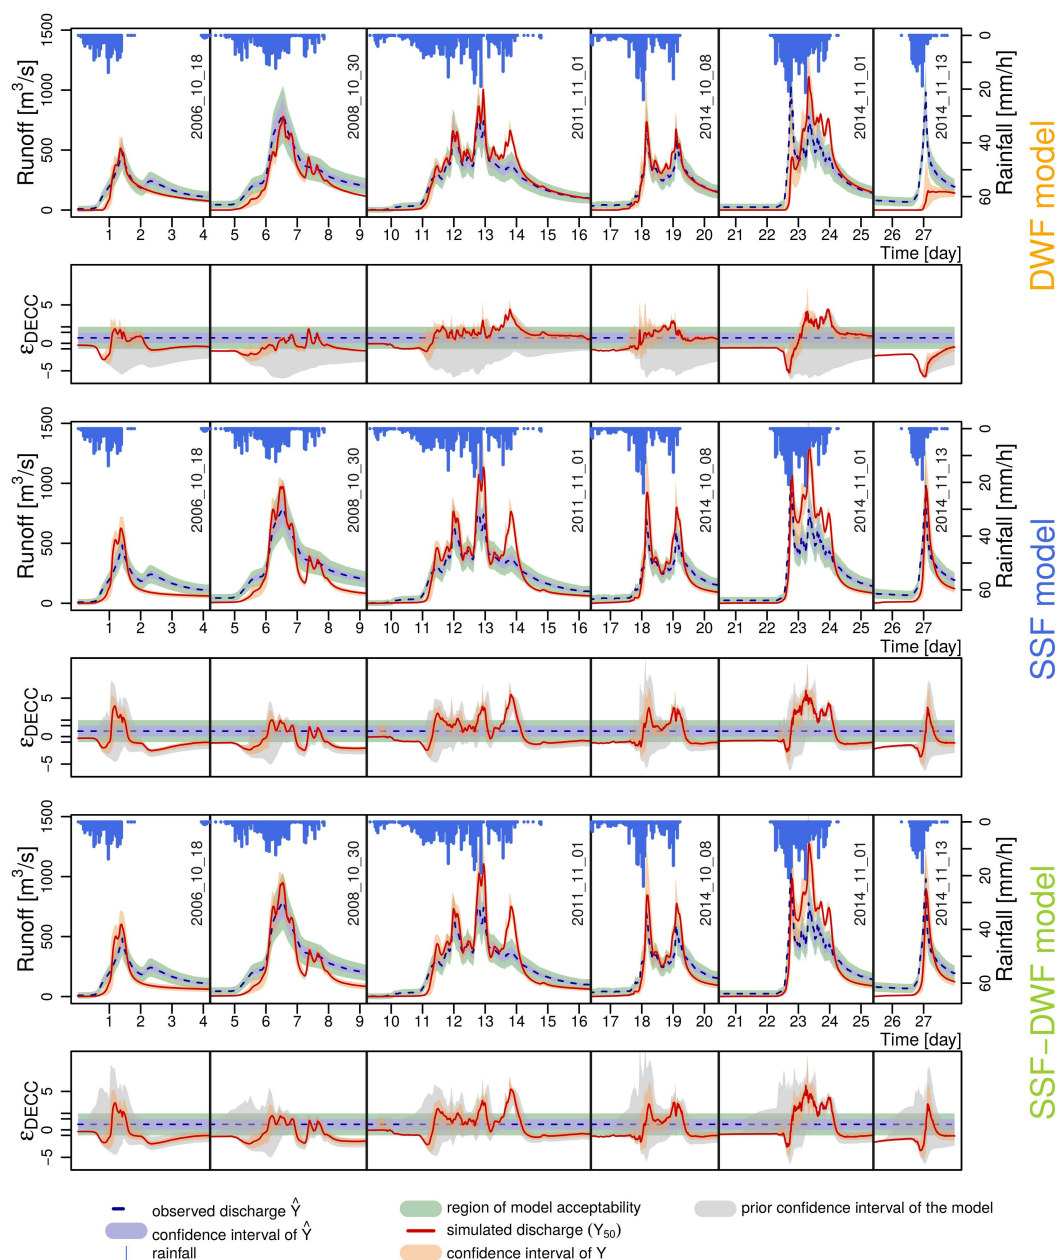 1500
1000
500
0
Runoff [m³/s]
2006_10_18
2008_10_30
2011_11_01
2014_10_08
2014_11_01
2014_11_13
0
20
40
60
Rainfall [mm/h]
1 2 3 4 5 6 7 8 9 10 11 12 13 14 15 16 17 18 19 20 21 22 23 24 25 27
Time [day]
DWF model
5
0
−5
εDECC
1500
1000
500
0
Runoff [m³/s]
2006_10_18
2008_10_30
2011_11_01
2014_10_08
2014_11_01
2014_11_13
0
20
40
60
Rainfall [mm/h]
1 2 3 4 5 6 7 8 9 10 11 12 13 14 15 16 17 18 19 20 21 22 23 24 25 27
Time [day]
SSF model
5
0
−5
εDECC
1500
1000
500
0
Runoff [m³/s]
2006_10_18
2008_10_30
2011_11_01
2014_10_08
2014_11_01
2014_11_13
0
20
40
60
Rainfall [mm/h]
1 2 3 4 5 6 7 8 9 10 11 12 13 14 15 16 17 18 19 20 21 22 23 24 25 27
Time [day]
SSF−DWF model
5
0
−5
εDECC
observed discharge Ŷ
confidence interval of Ŷ
rainfall
region of model acceptability
simulated discharge (Y₅₀)
confidence interval of Y
prior confidence interval of the model